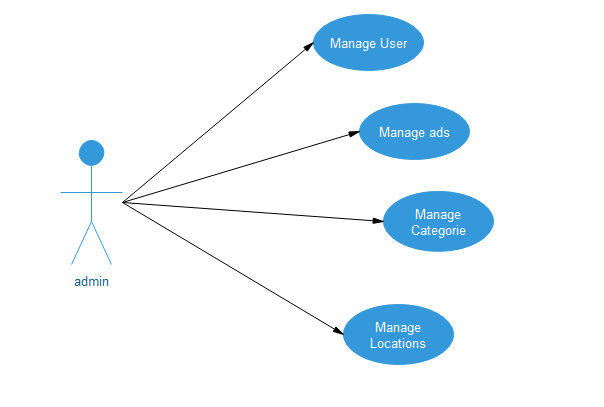 Manage User
Manage ads
Manage
Categorie
admin
Manage
Locations